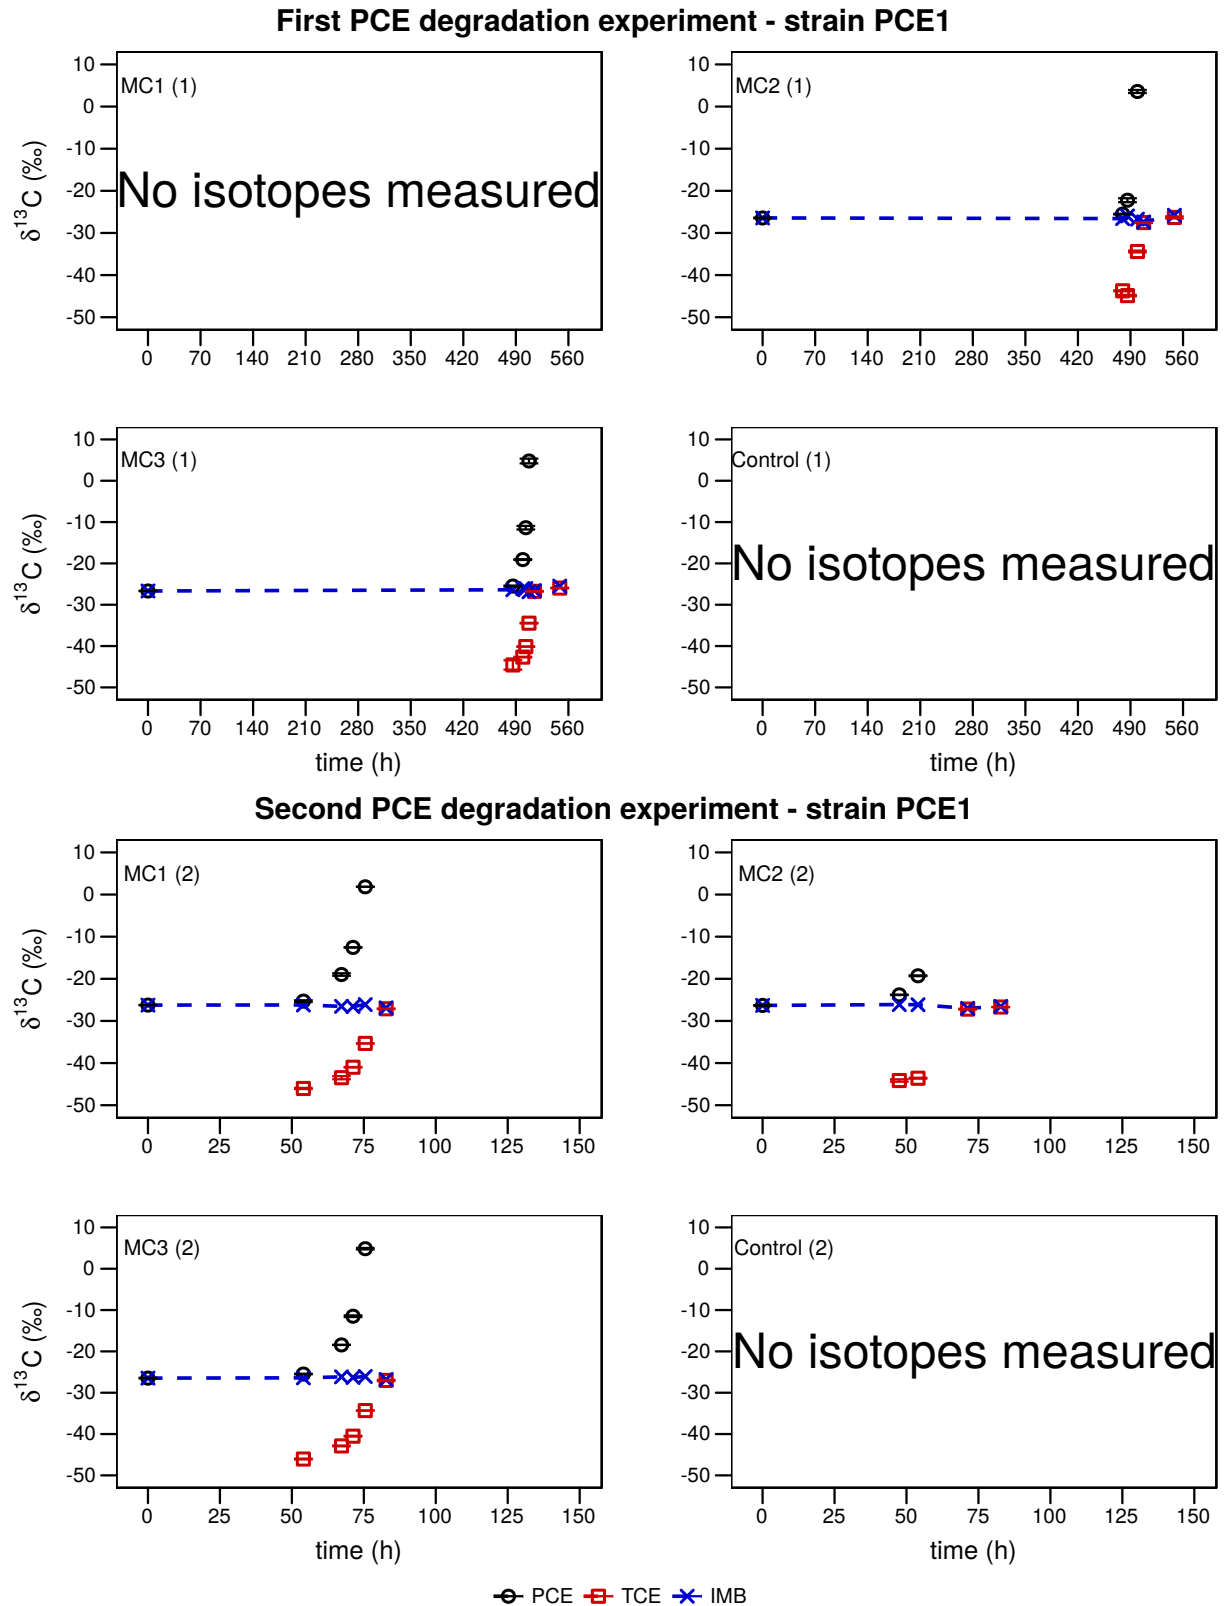 First PCE degradation experiment - strain PCE1
MC1 (1)
No isotopes measured
δ13C (‰)
10
0
-10
-20
-30
-40
-50
0 70 140 210 280 350 420 490 560
MC2 (1)
10
0
-10
-20
-30
-40
-50
0 70 140 210 280 350 420 490 560
MC3 (1)
δ13C (‰)
10
0
-10
-20
-30
-40
-50
0 70 140 210 280 350 420 490 560
time (h)
Control (1)
No isotopes measured
10
0
-10
-20
-30
-40
-50
0 70 140 210 280 350 420 490 560
time (h)
Second PCE degradation experiment - strain PCE1
MC1 (2)
δ13C (‰)
10
0
-10
-20
-30
-40
-50
0 25 50 75 100 125 150
MC2 (2)
10
0
-10
-20
-30
-40
-50
0 25 50 75 100 125 150
MC3 (2)
δ13C (‰)
10
0
-10
-20
-30
-40
-50
0 25 50 75 100 125 150
time (h)
Control (2)
No isotopes measured
10
0
-10
-20
-30
-40
-50
0 25 50 75 100 125 150
time (h)
PCE TCE IMB